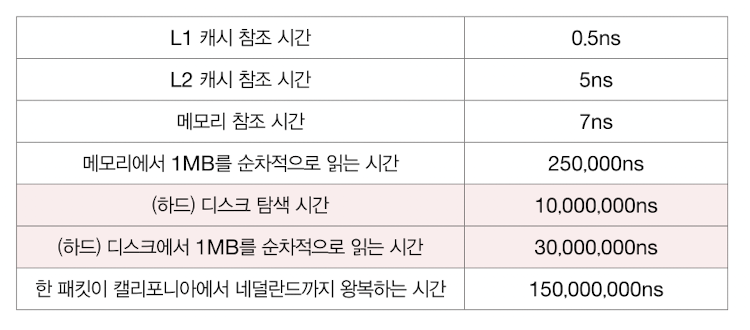 L1 캐시 참조 시간 0.5ns
L2 캐시 참조 시간 5ns
메모리 참조 시간 7ns
메모리에서 1MB를 순차적으로 읽는 시간 250,000ns
(하드) 디스크 탐색 시간 10,000,000ns
(하드) 디스크에서 1MB를 순차적으로 읽는 시간 30,000,000ns
한 패킷이 캘리포니아에서 네덜란드까지 왕복하는 시간 150,000,000ns